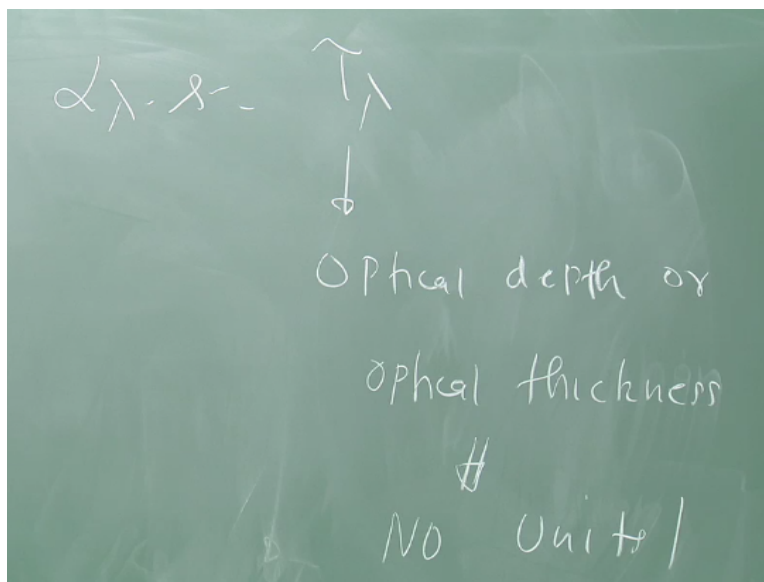 αλ · s = τλ
↓
Optical depth or
optical thickness
⇓
No Units!